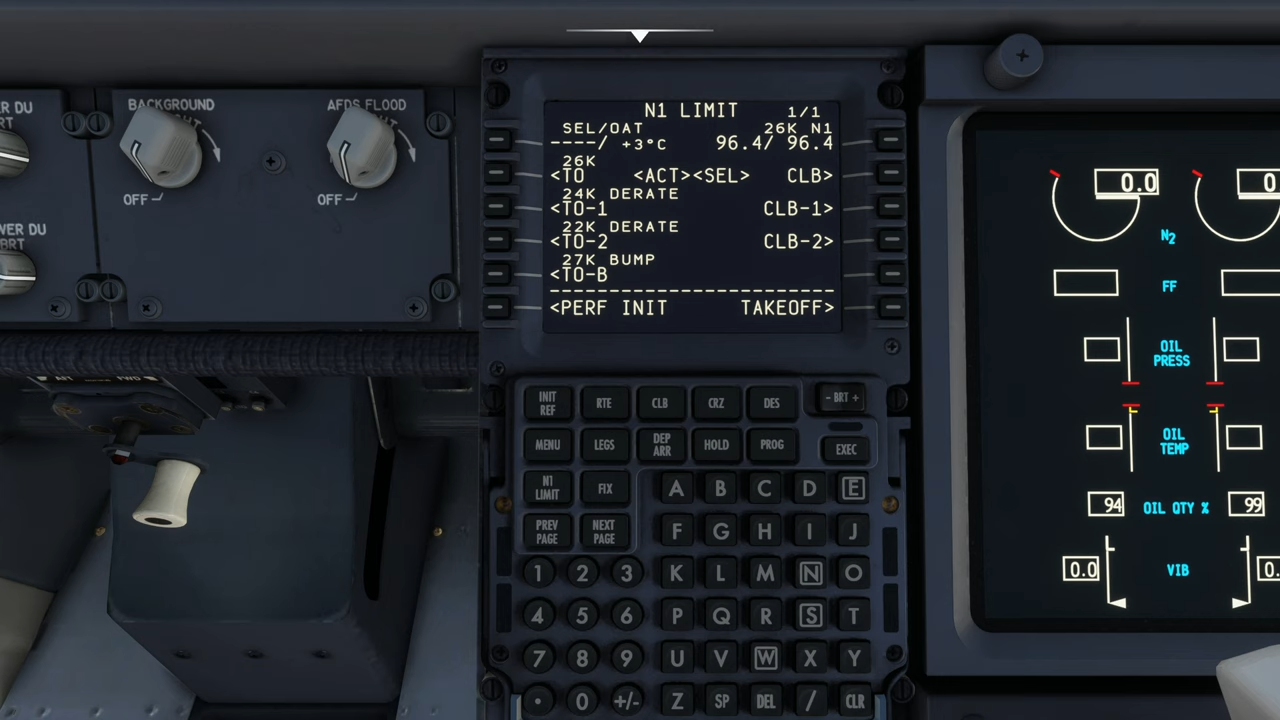 BACKGROUND
OFF
AFDS FLOOD
OFF
N1 LIMIT 1/1
SEL/OAT 26K N1
----/ +3°C 96.4/ 96.4
26K
<TO <ACT><SEL> CLB>
24K DERATE
<TO-1 CLB-1>
22K DERATE
<TO-2 CLB-2>
27K BUMP
<TO-B
<PERF INIT TAKEOFF>
INIT REF
RTE
CLB
CRZ
DES
- BRT +
MENU
LEGS
DEP ARR
HOLD
PROG
EXEC
N1 LIMIT
FIX
A B C D E
PREV PAGE
NEXT PAGE
F G H I J
1 2 3 K L M N O
4 5 6 P Q R S T
7 8 9 U V W X Y
. 0 +/- Z SP DEL / CLR
0.0 0
N2
FF
OIL PRESS
OIL TEMP
94 OIL QTY % 99
0.0 VIB 0.